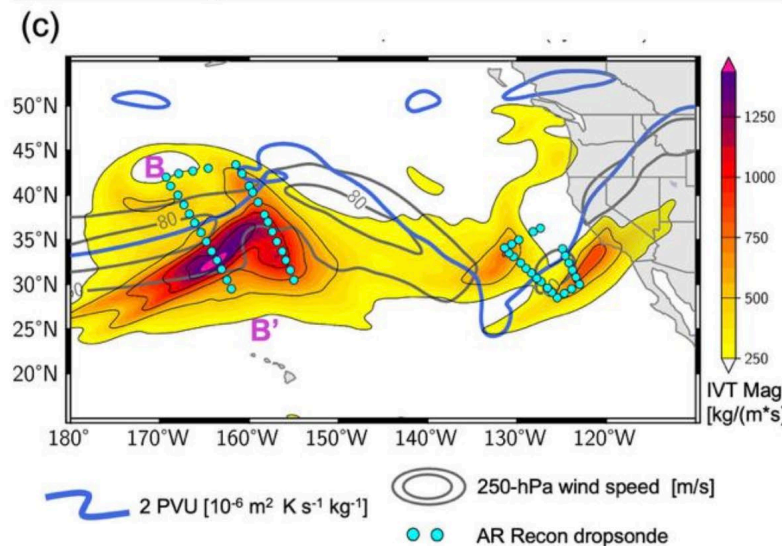 (c)
50°N
45°N
40°N
35°N
30°N
25°N
20°N
180°
170°W
160°W
150°W
140°W
130°W
120°W
B
B'
80
80
1250
1000
750
500
250
IVT Mag
[kg/(m*s)
2 PVU [10⁻⁶ m² K s⁻¹ kg⁻¹]
250-hPa wind speed [m/s]
AR Recon dropsonde